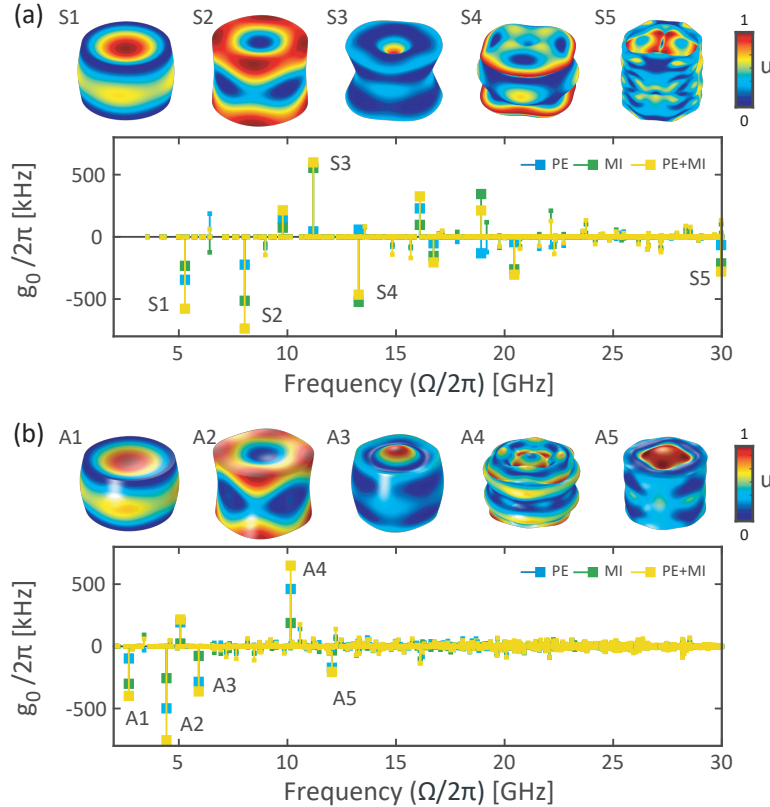 (a) S1 S2 S3 S4 S5
1
u
0
PE MI PE+MI
500
0
-500
g₀/2π [kHz]
S1 S2 S3 S4 S5
5 10 15 20 25 30
Frequency (Ω/2π) [GHz]
(b) A1 A2 A3 A4 A5
1
u
0
PE MI PE+MI
500
0
-500
g₀/2π [kHz]
A1 A2 A3 A4 A5
5 10 15 20 25 30
Frequency (Ω/2π) [GHz]